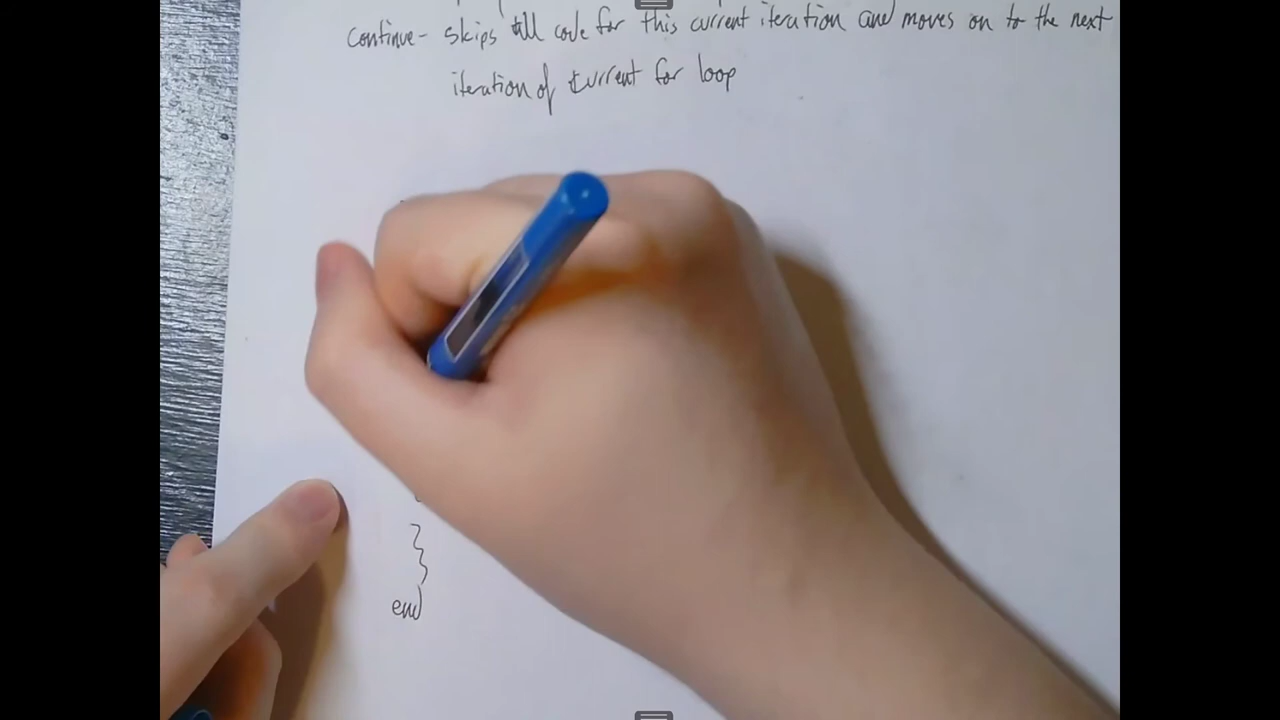 continue - skips all code for this current iteration and moves on to the next
iteration of current for loop
end